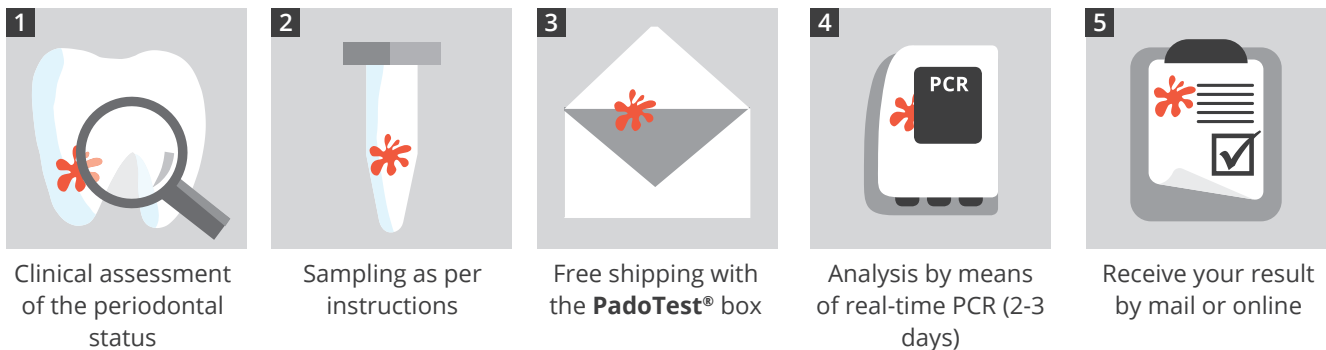 1
Clinical assessment
of the periodontal
status
2
Sampling as per
instructions
3
Free shipping with
the PadoTest® box
4
PCR
Analysis by means
of real-time PCR (2-3
days)
5
Receive your result
by mail or online